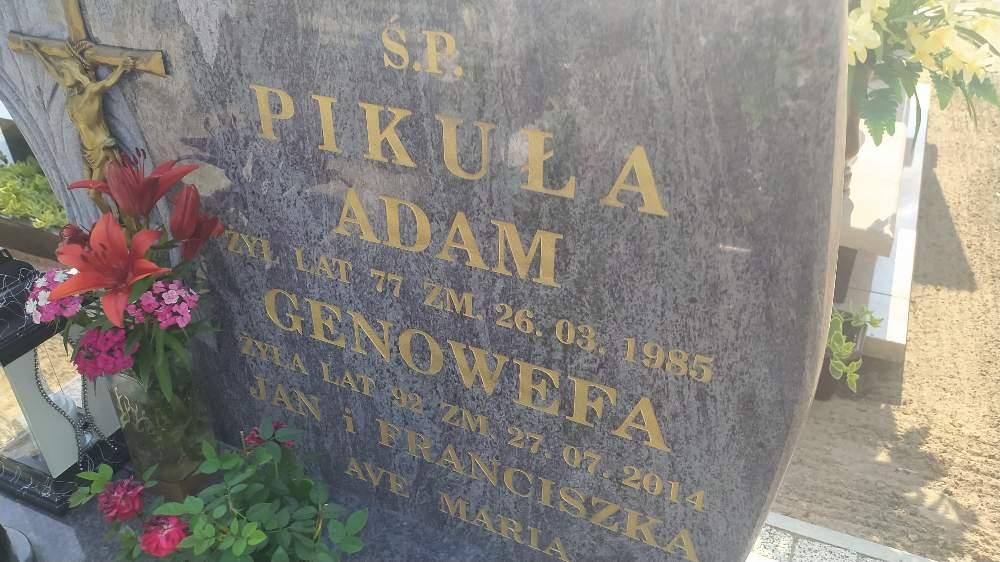 Ś.P.
PIKUŁA
ADAM
ŻYŁ LAT 77 ZM. 26. 03. 1985
GENOWEFA
ŻYŁA LAT 92 ZM. 27. 07. 2014
JAN i FRANCISZKA
AVE MARIA